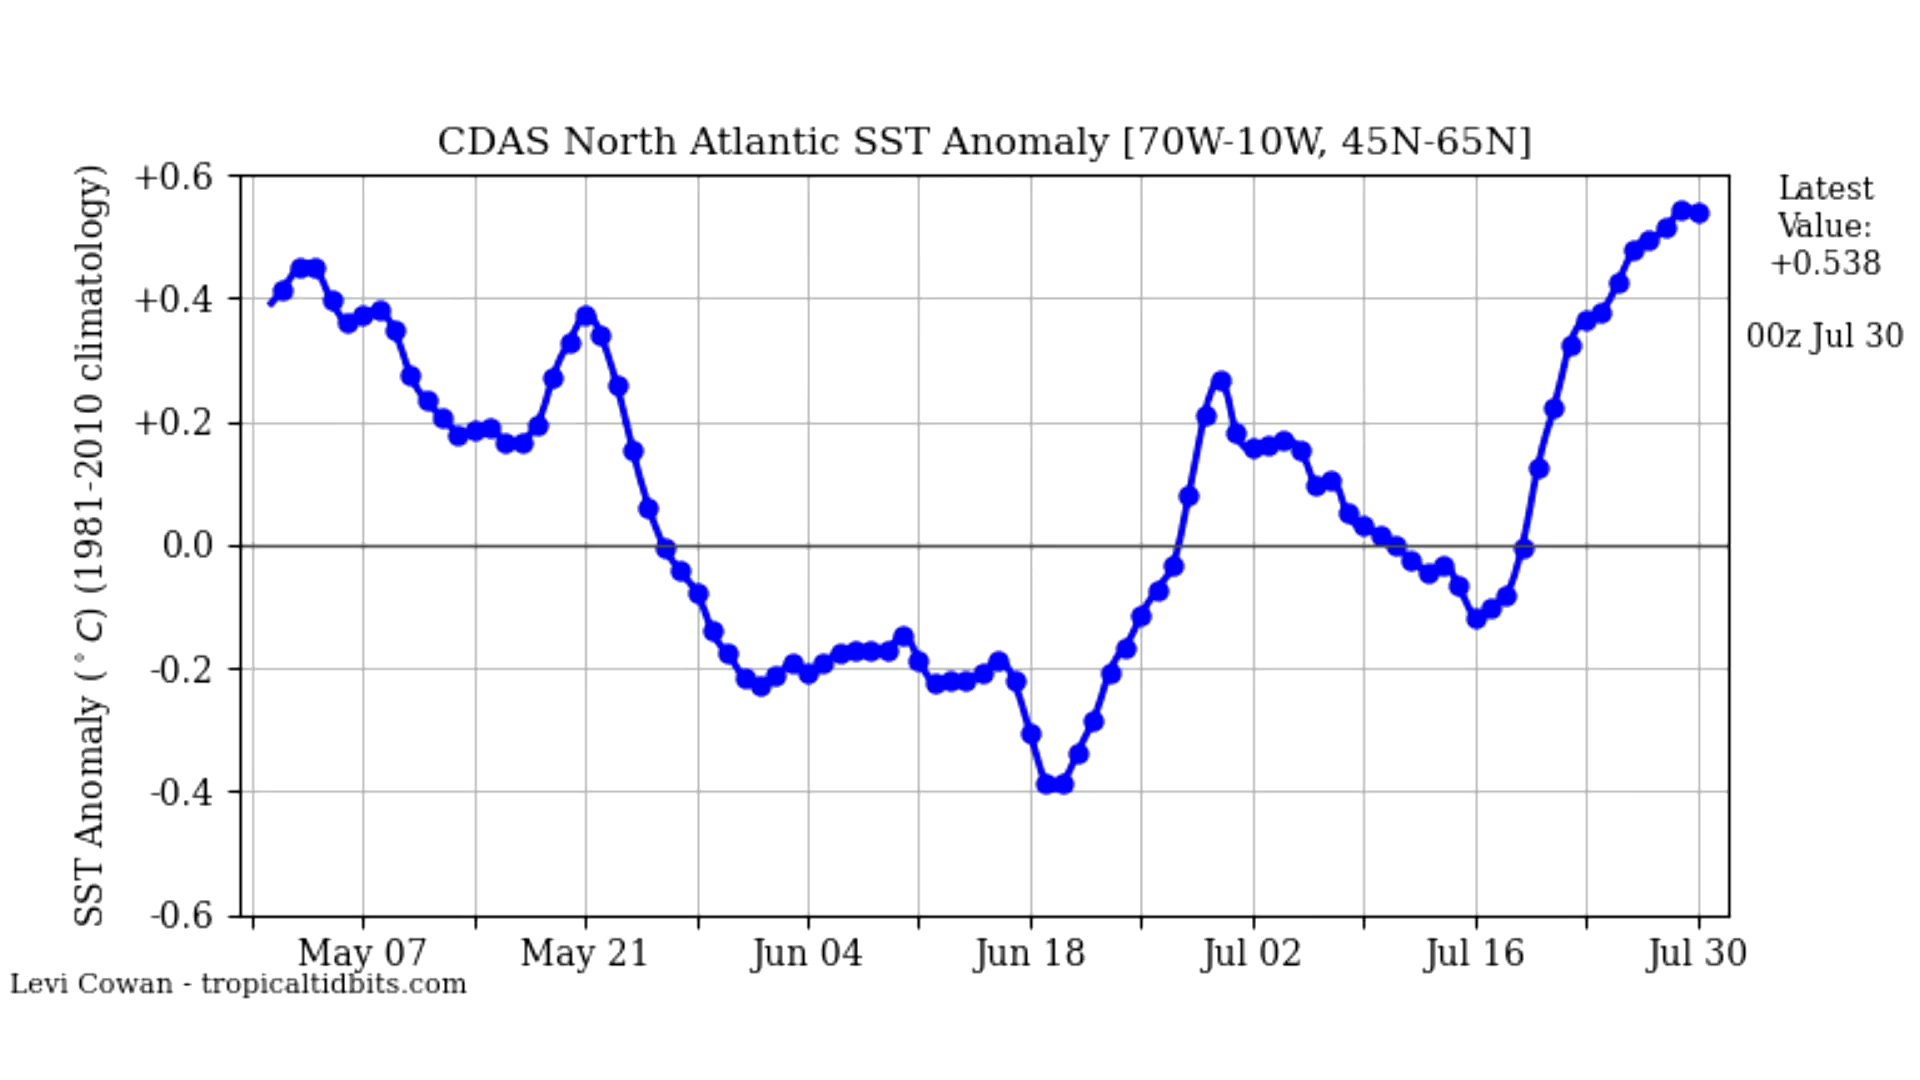 CDAS North Atlantic SST Anomaly [70W-10W, 45N-65N]
SST Anomaly (°C) (1981-2010 climatology)
+0.6
+0.4
+0.2
0.0
-0.2
-0.4
-0.6
May 07
May 21
Jun 04
Jun 18
Jul 02
Jul 16
Jul 30
Latest
Value:
+0.538
00z Jul 30
Levi Cowan - tropicaltidbits.com